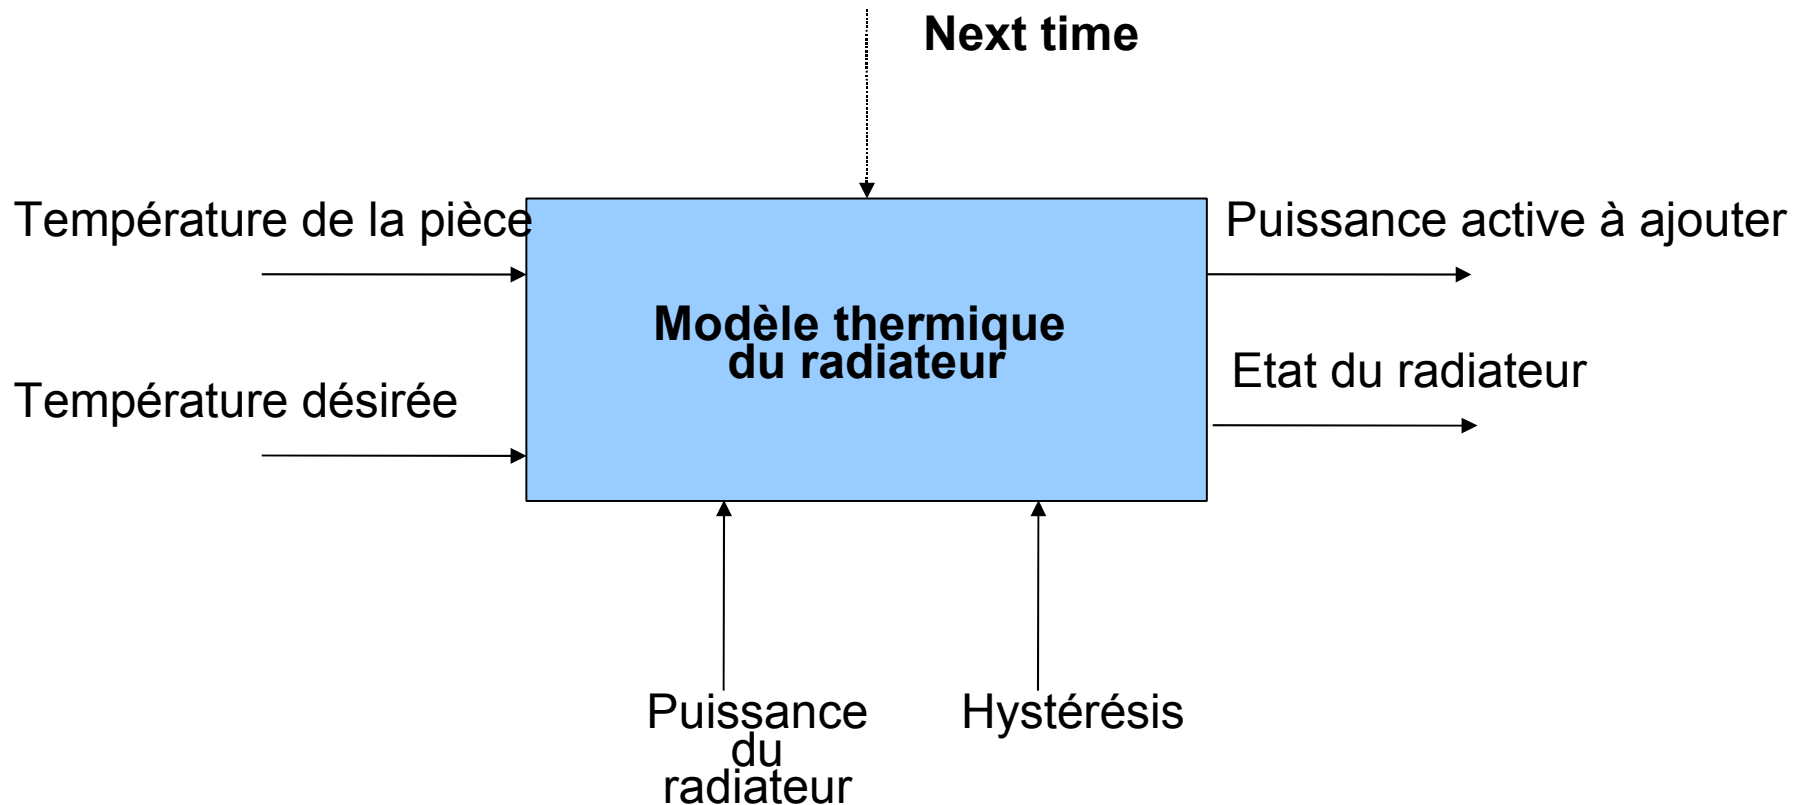 Next time
Température de la pièce
Puissance active à ajouter
Modèle thermique
du radiateur
Etat du radiateur
Température désirée
Puissance
du
radiateur
Hystérésis